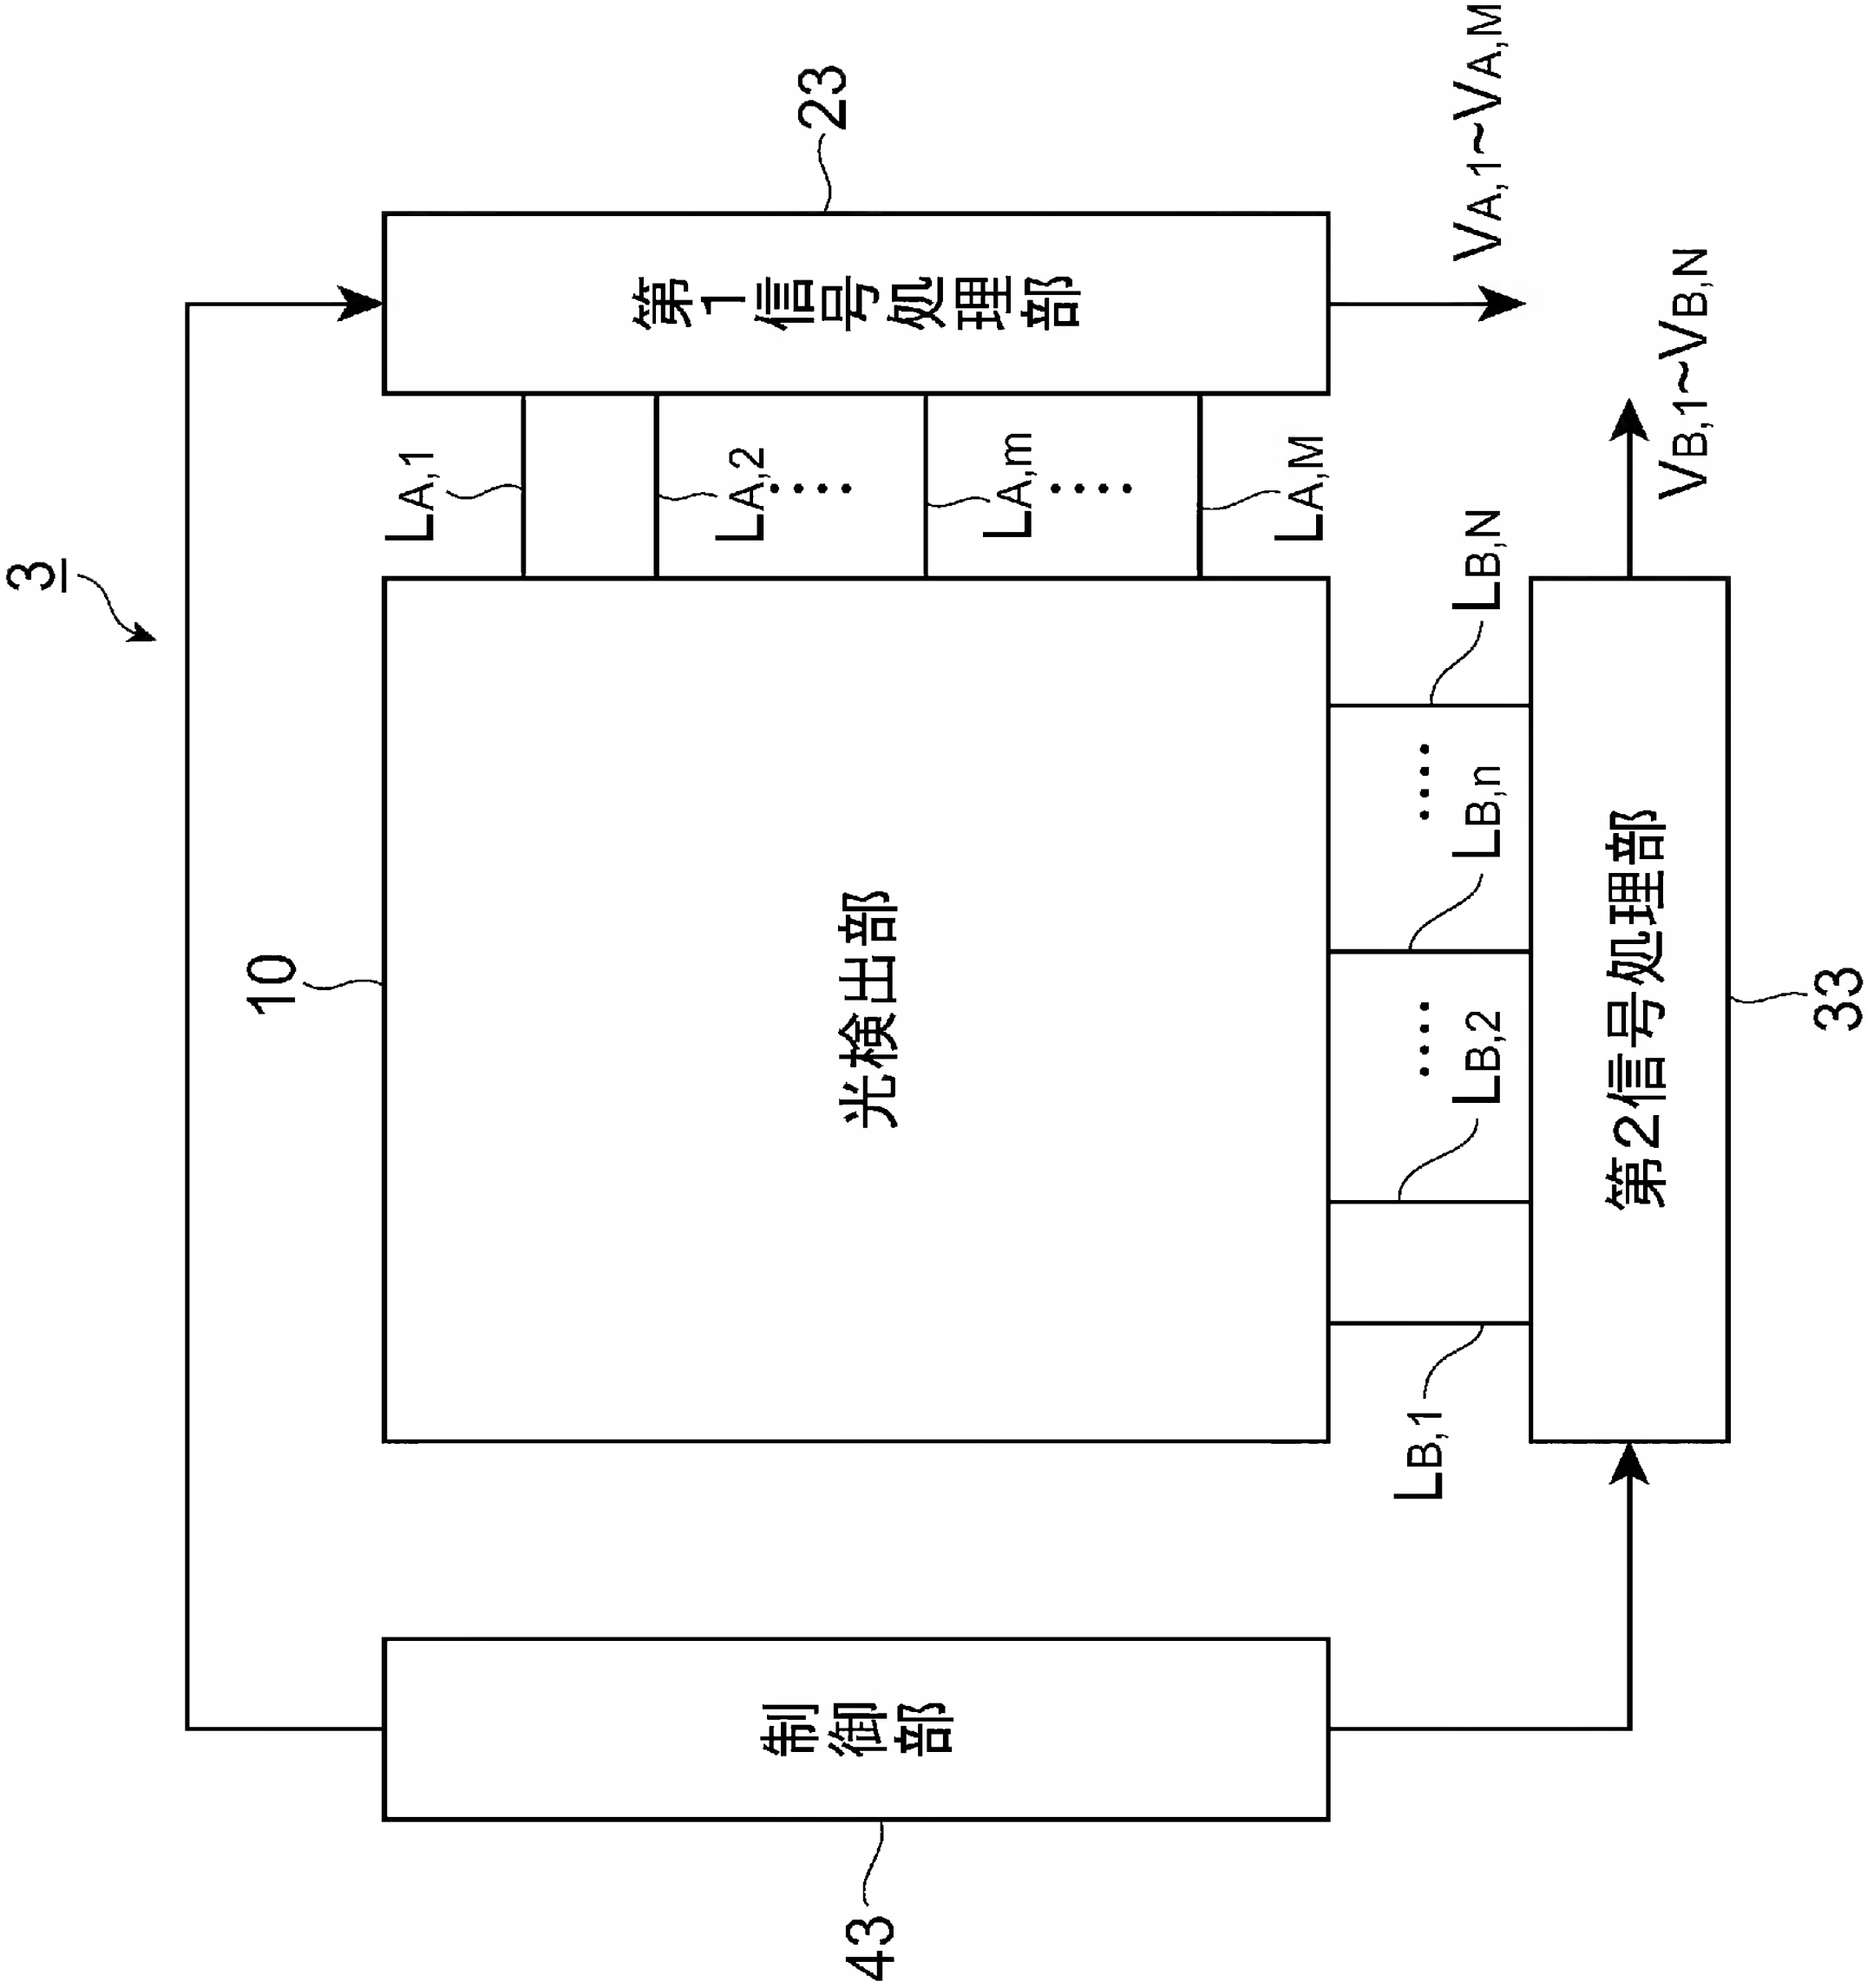 3
10
LA,1
LA,2
‥‥
LA,m
‥‥
LA,M
第1信号処理部
23
光検出部
制御部
43
LB,1
LB,2
‥‥
LB,n
‥‥
LB,N
VA,1~VA,M
第2信号処理部
VB,1~VB,N
33